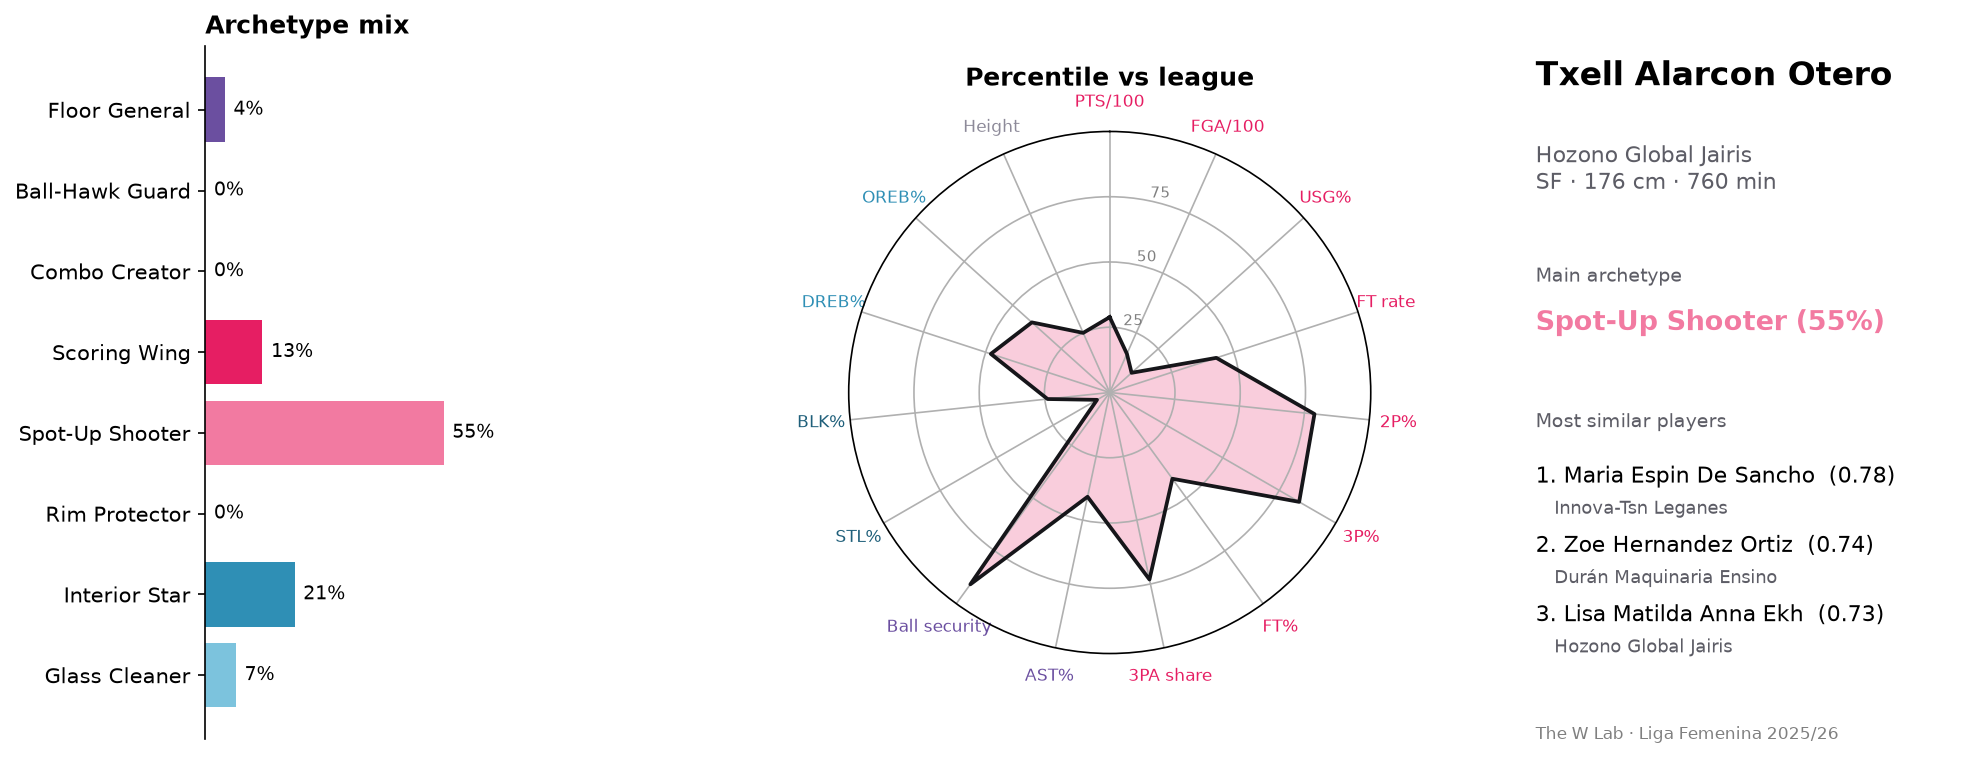 Archetype mix
Floor General
4%
Ball-Hawk Guard
0%
Combo Creator
0%
Scoring Wing
13%
Spot-Up Shooter
55%
Rim Protector
0%
Interior Star
21%
Glass Cleaner
7%
Percentile vs league
PTS/100
FGA/100
USG%
FT rate
2P%
3P%
FT%
3PA share
AST%
Ball security
STL%
BLK%
DREB%
OREB%
Height
75
50
25
Txell Alarcon Otero
Hozono Global Jairis
SF · 176 cm · 760 min
Main archetype
Spot-Up Shooter (55%)
Most similar players
1. Maria Espin De Sancho (0.78)
Innova-Tsn Leganes
2. Zoe Hernandez Ortiz (0.74)
Durán Maquinaria Ensino
3. Lisa Matilda Anna Ekh (0.73)
Hozono Global Jairis
The W Lab · Liga Femenina 2025/26